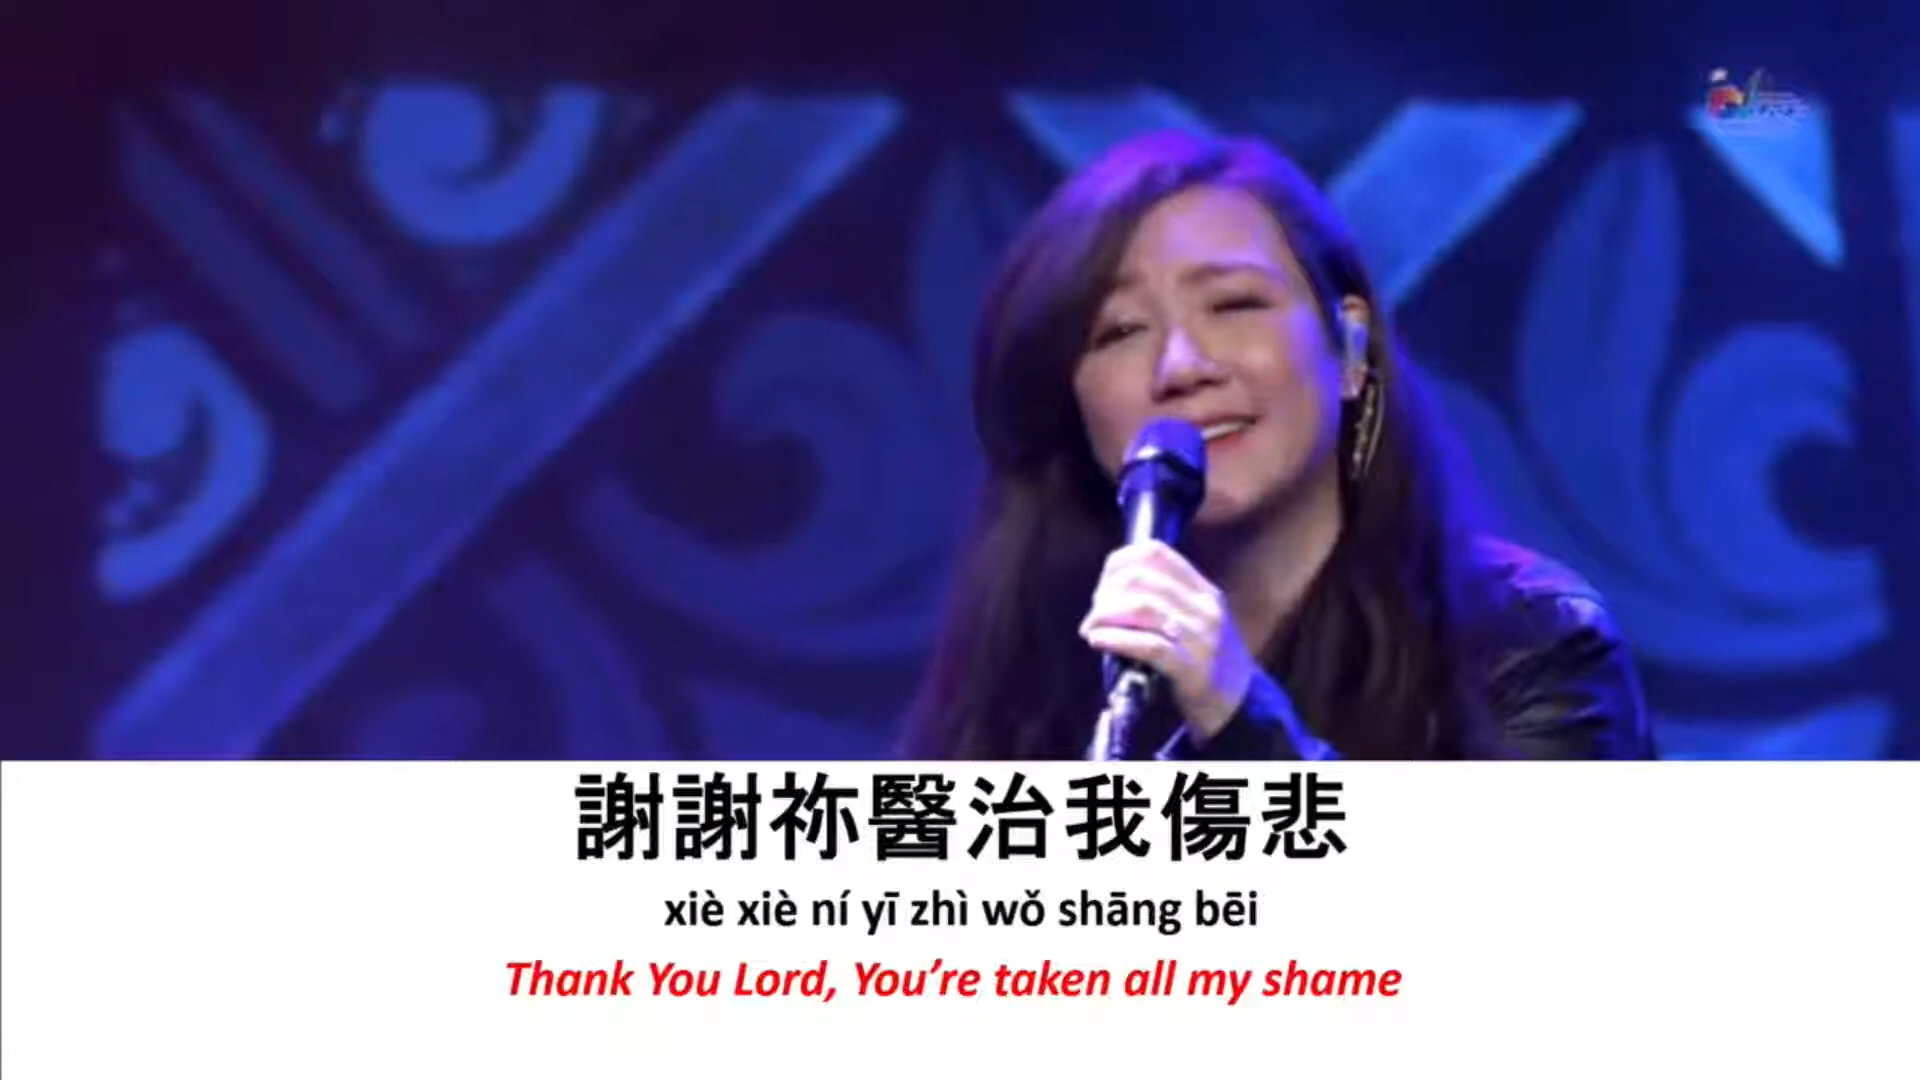 謝謝祢醫治我傷悲
xiè xiè ní yī zhì wǒ shāng bēi
Thank You Lord, You’re taken all my shame